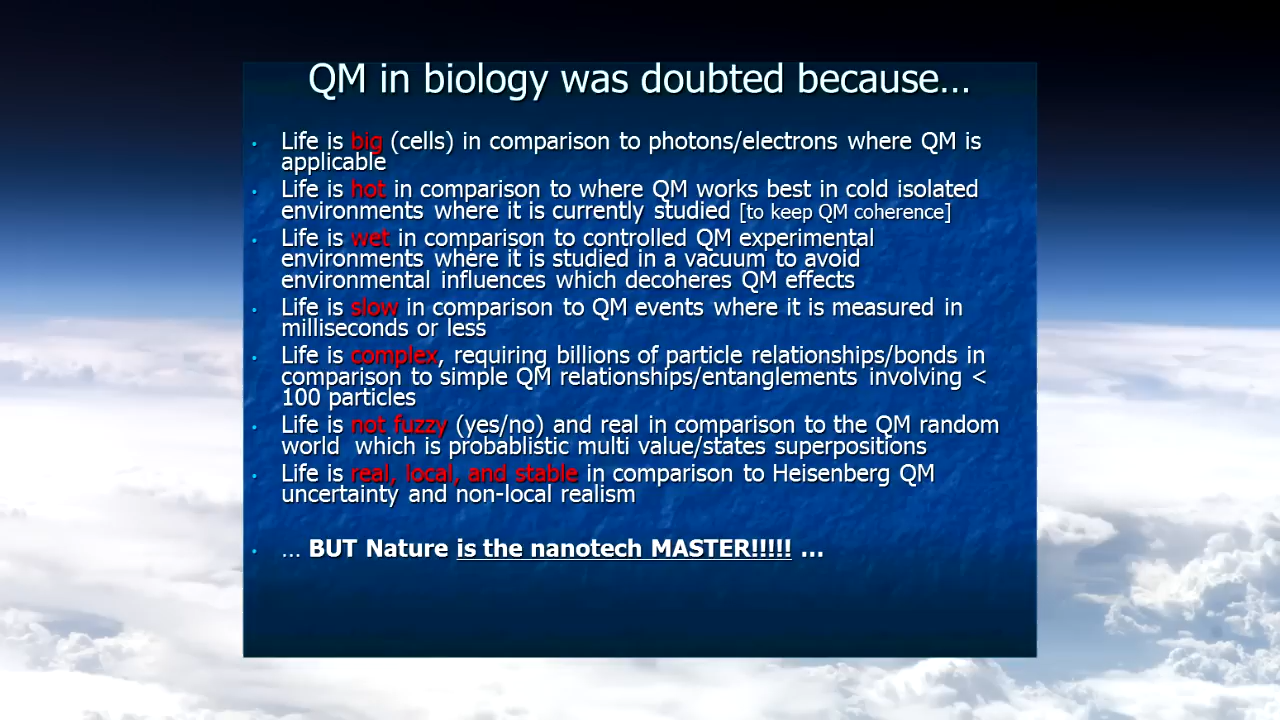 QM in biology was doubted because…
• Life is big (cells) in comparison to photons/electrons where QM is
applicable
• Life is hot in comparison to where QM works best in cold isolated
environments where it is currently studied [to keep QM coherence]
• Life is wet in comparison to controlled QM experimental
environments where it is studied in a vacuum to avoid
environmental influences which decoheres QM effects
• Life is slow in comparison to QM events where it is measured in
milliseconds or less
• Life is complex, requiring billions of particle relationships/bonds in
comparison to simple QM relationships/entanglements involving <
100 particles
• Life is not fuzzy (yes/no) and real in comparison to the QM random
world  which is probablistic multi value/states superpositions
• Life is real, local, and stable in comparison to Heisenberg QM
uncertainty and non-local realism
• … BUT Nature is the nanotech MASTER!!!!! …